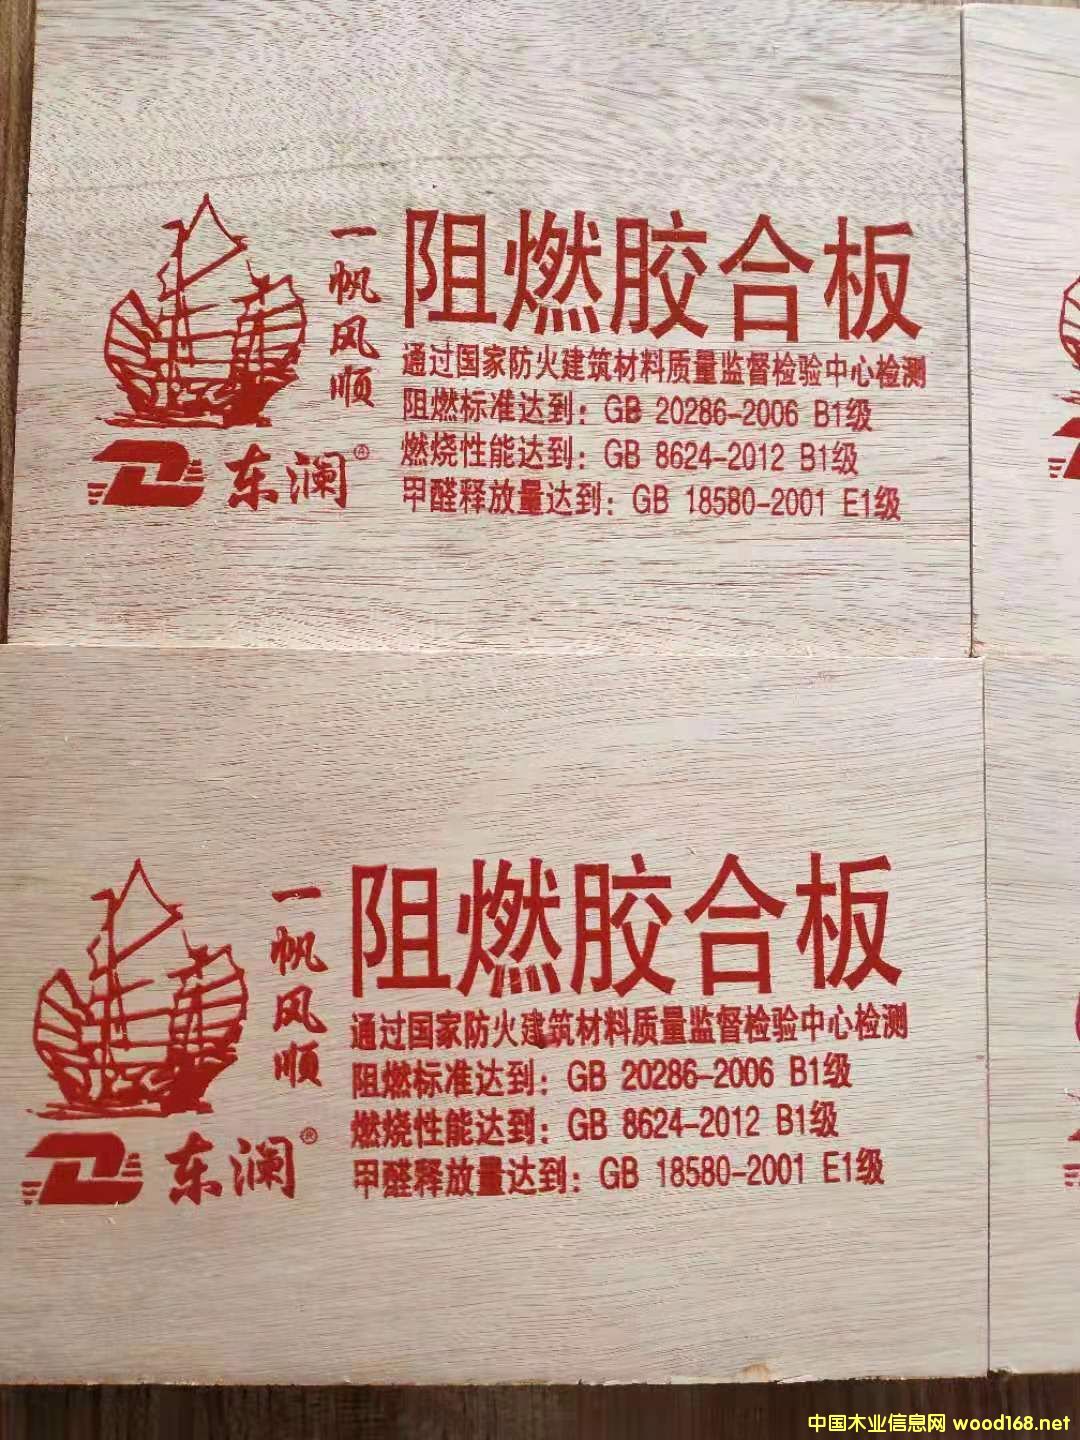 一帆风顺
阻燃胶合板
通过国家防火建筑材料质量监督检验中心检测
阻燃标准达到：GB 20286-2006 B1级
燃烧性能达到：GB 8624-2012 B1级
甲醛释放量达到：GB 18580-2001 E1级
东澜®
一帆风顺
阻燃胶合板
通过国家防火建筑材料质量监督检验中心检测
阻燃标准达到：GB 20286-2006 B1级
燃烧性能达到：GB 8624-2012 B1级
甲醛释放量达到：GB 18580-2001 E1级
东澜®
中国木业信息网 wood168.net